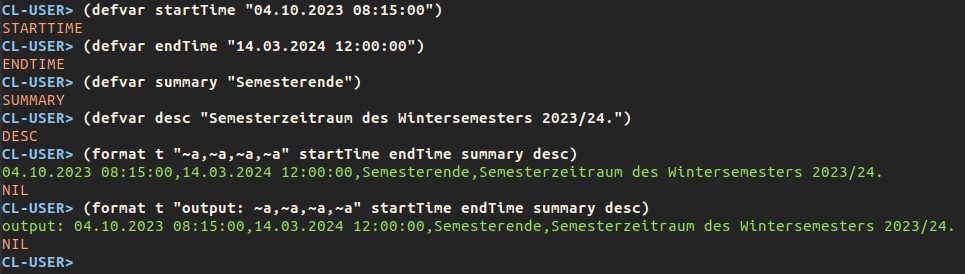 CL-USER> (defvar startTime "04.10.2023 08:15:00")
STARTTIME
CL-USER> (defvar endTime "14.03.2024 12:00:00")
ENDTIME
CL-USER> (defvar summary "Semesterende")
SUMMARY
CL-USER> (defvar desc "Semesterzeitraum des Wintersemesters 2023/24.")
DESC
CL-USER> (format t "~a,~a,~a,~a" startTime endTime summary desc)
04.10.2023 08:15:00,14.03.2024 12:00:00,Semesterende,Semesterzeitraum des Wintersemesters 2023/24.
NIL
CL-USER> (format t "output: ~a,~a,~a,~a" startTime endTime summary desc)
output: 04.10.2023 08:15:00,14.03.2024 12:00:00,Semesterende,Semesterzeitraum des Wintersemesters 2023/24.
NIL
CL-USER>